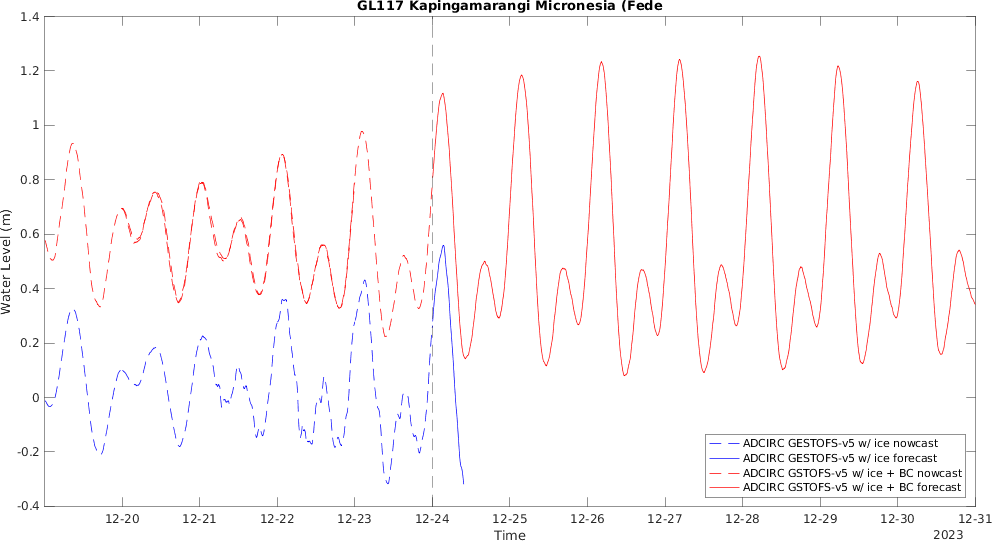 GL117 Kapingamarangi Micronesia (Fede
1.4
1.2
1
0.8
0.6
0.4
0.2
0
-0.2
-0.4
Water Level (m)
ADCIRC GESTOFS-v5 w/ ice nowcast
ADCIRC GESTOFS-v5 w/ ice forecast
ADCIRC GSTOFS-v5 w/ ice + BC nowcast
ADCIRC GSTOFS-v5 w/ ice + BC forecast
12-20 12-21 12-22 12-23 12-24 12-25 12-26 12-27 12-28 12-29 12-30 12-31
Time
2023